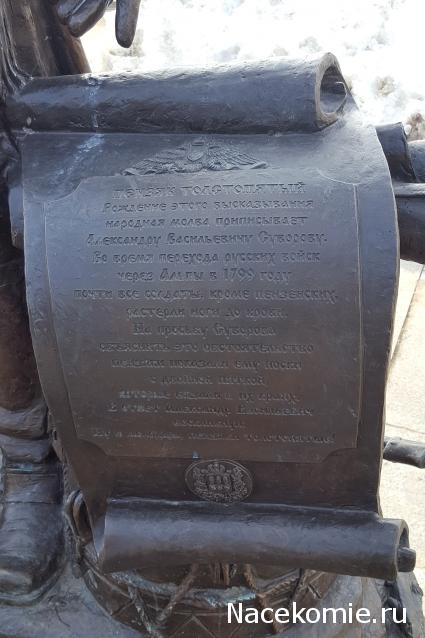 ПЕНЗЯК ТОЛСТОПЯТЫЙ
Рождение этого высказывания
народная молва приписывает
Александру Васильевичу Суворову.
Во время перехода русских войск
через Альпы в 1799 году
почти все солдаты, кроме пензенских,
растерли ноги до крови.
На просьбу Суворова
объяснить это обстоятельство
показали ему носки
с двойной пяткой
которые
В ответ Александр Васильевич
воскликнул:
Nacekomie.ru